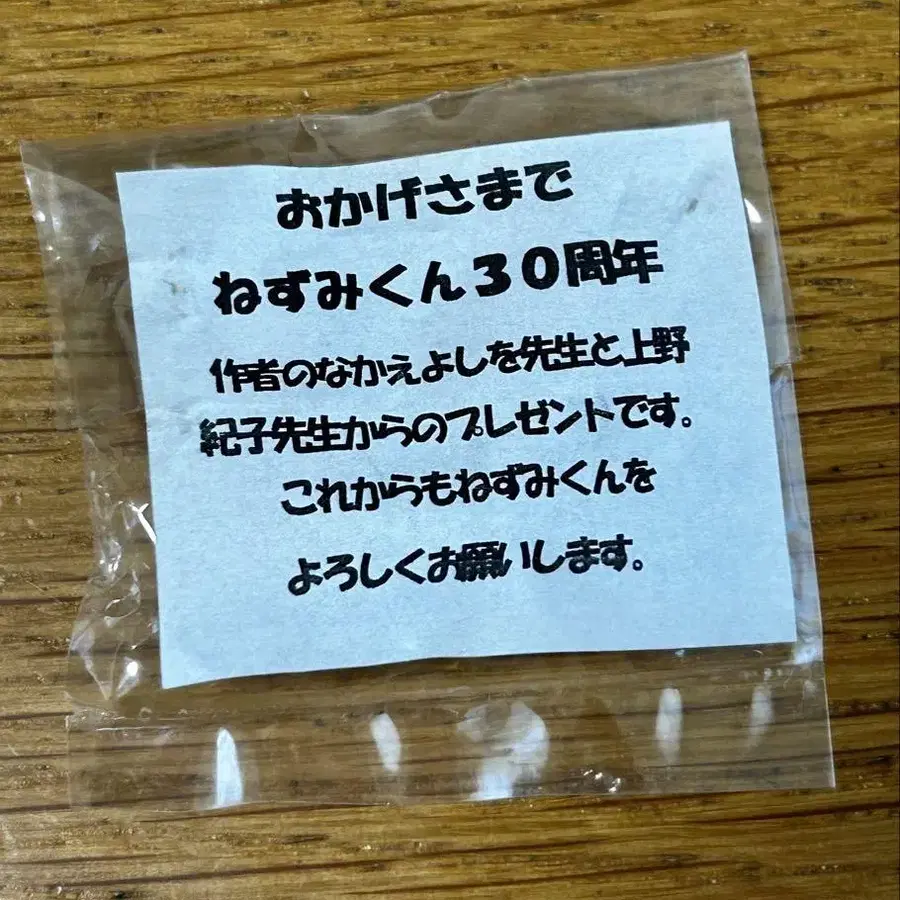 おかげさまで
ねずみくん３０周年
作者のなかえよしを先生と上野
紀子先生からのプレゼントです。
これからもねずみくんを
よろしくお願いします。